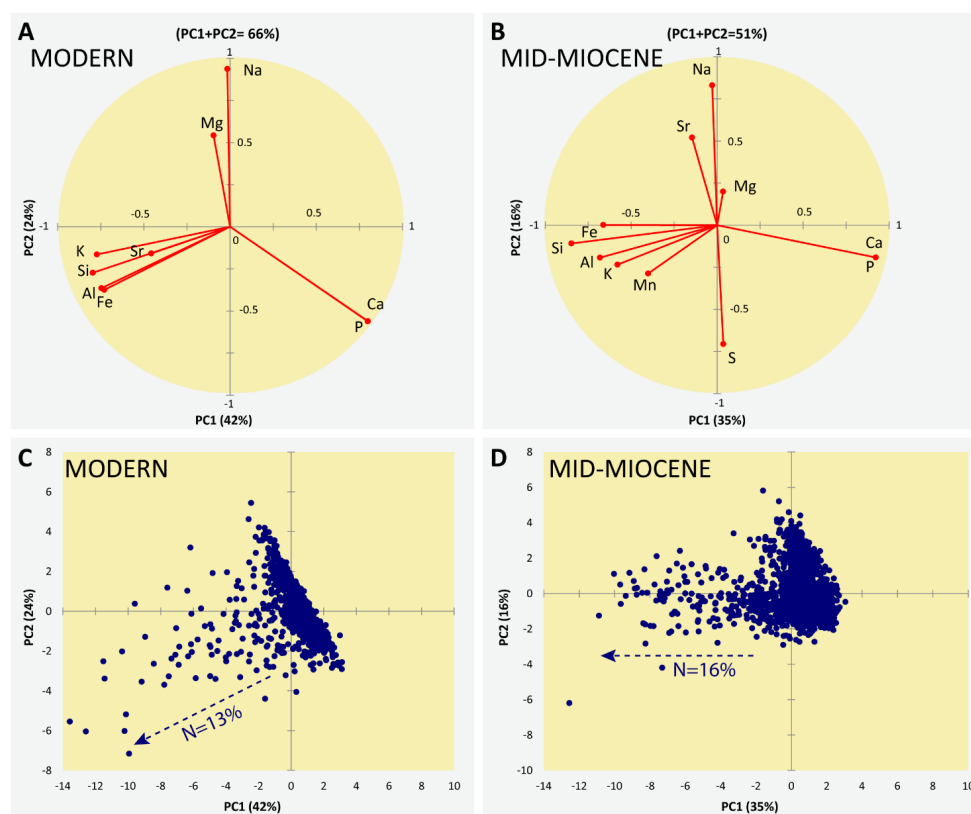 A
MODERN
(PC1+PC2= 66%)
1
Na
Mg
0.5
-0.5
0.5
-1
1
0
K
Sr
Si
Al
Fe
-0.5
Ca
P
-1
PC2 (24%)
PC1 (42%)
B
MID-MIOCENE
(PC1+PC2=51%)
1
Na
Sr
0.5
Mg
-0.5
0.5
-1
1
Fe
0
Si
Al
K
Mn
Ca
P
-0.5
S
-1
PC2 (16%)
PC1 (35%)
C
MODERN
8
6
4
2
0
-2
-4
-6
-8
-14 -12 -10 -8 -6 -4 -2 0 2 4 6 8 10
N=13%
PC2 (24%)
PC1 (42%)
D
MID-MIOCENE
8
6
4
2
0
-2
-4
-6
-8
-10
-14 -12 -10 -8 -6 -4 -2 0 2 4 6 8 10
N=16%
PC2 (16%)
PC1 (35%)